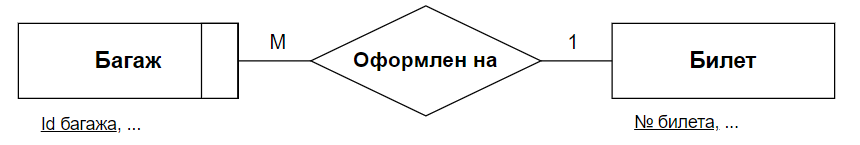 Багаж
М
Оформлен на
1
Билет
Id багажа, ...
№ билета, ...